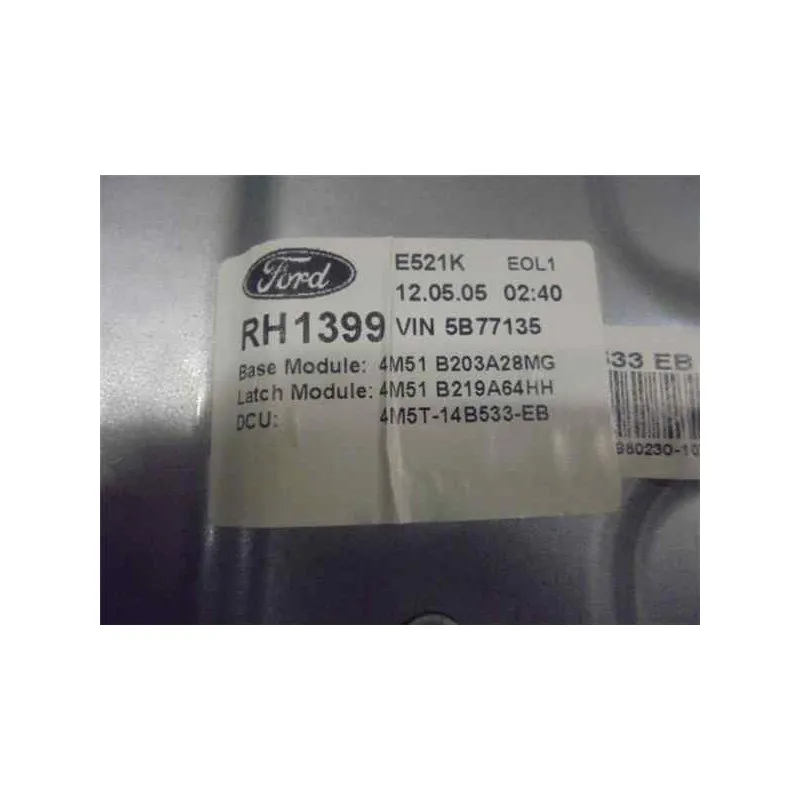 Ford
E521K EOL1
12.05.05 02:40
RH1399 VIN 5B77135
Base Module: 4M51 B203A28MG
Latch Module: 4M51 B219A64HH
DCU: 4M5T-14B533-EB
533 EB